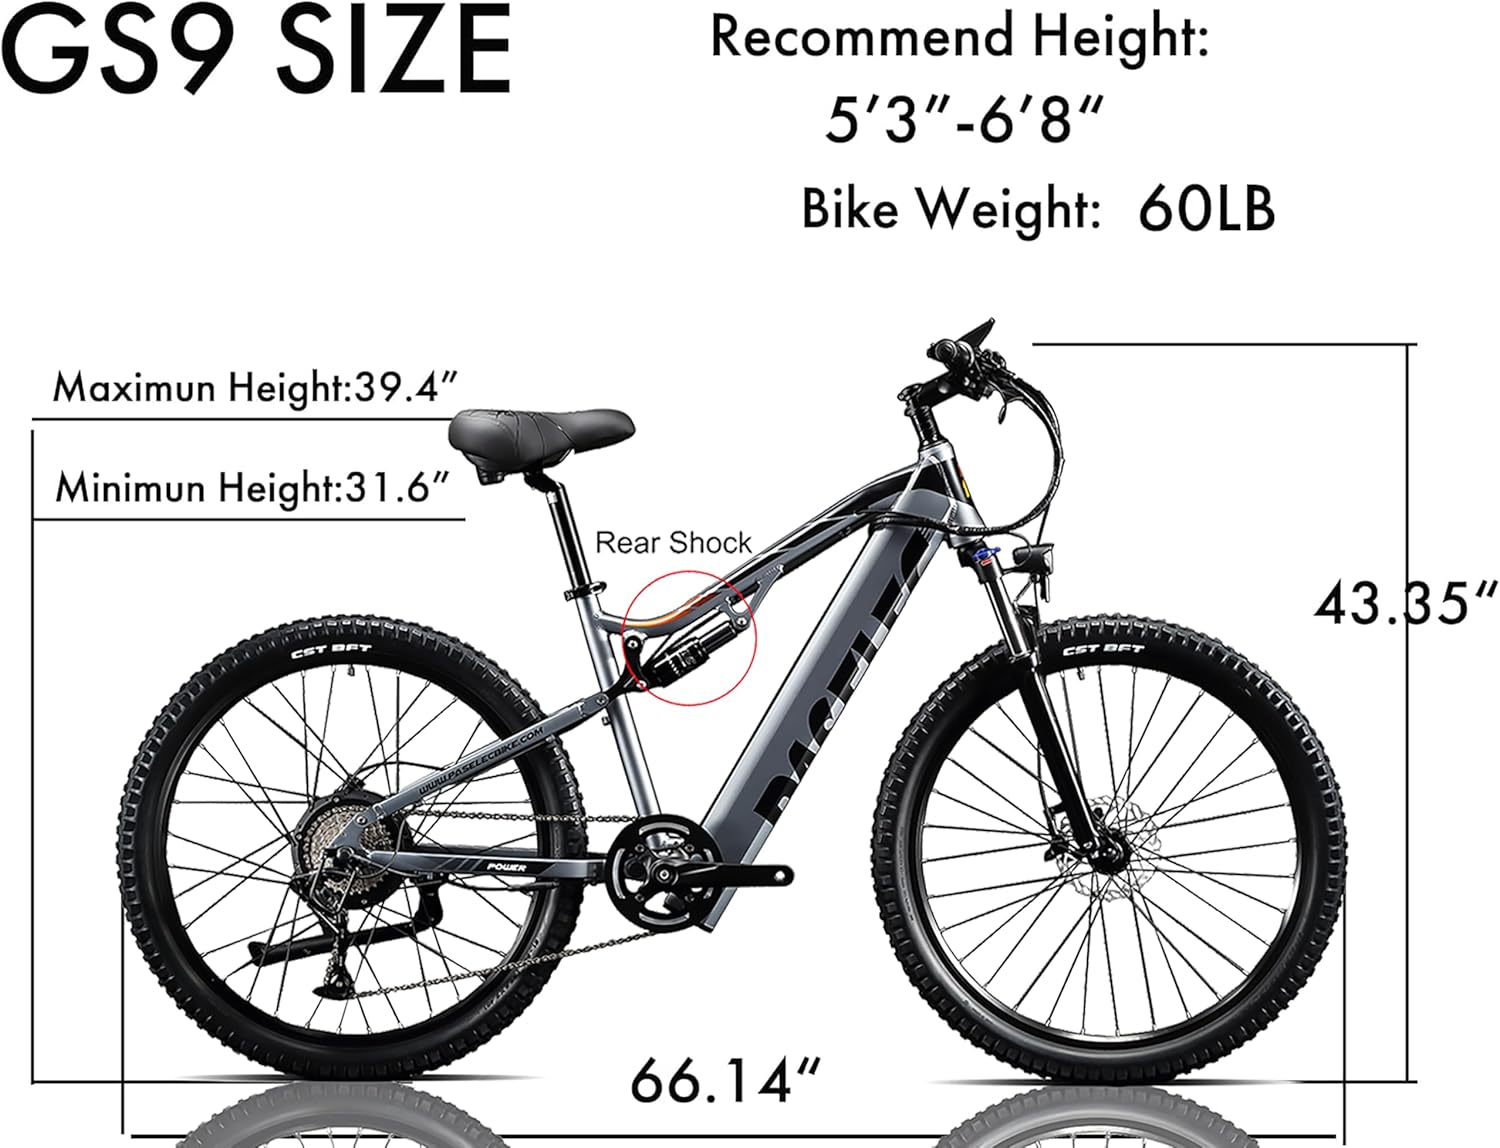 GS9 SIZE
Recommend Height:
5′3″-6′8″
Bike Weight: 60LB
Maximun Height:39.4″
Minimun Height:31.6″
Rear Shock
43.35″
CST BFT
CST BFT
PASELEC
WWW.PASELECBIKE.COM
POWER
66.14″